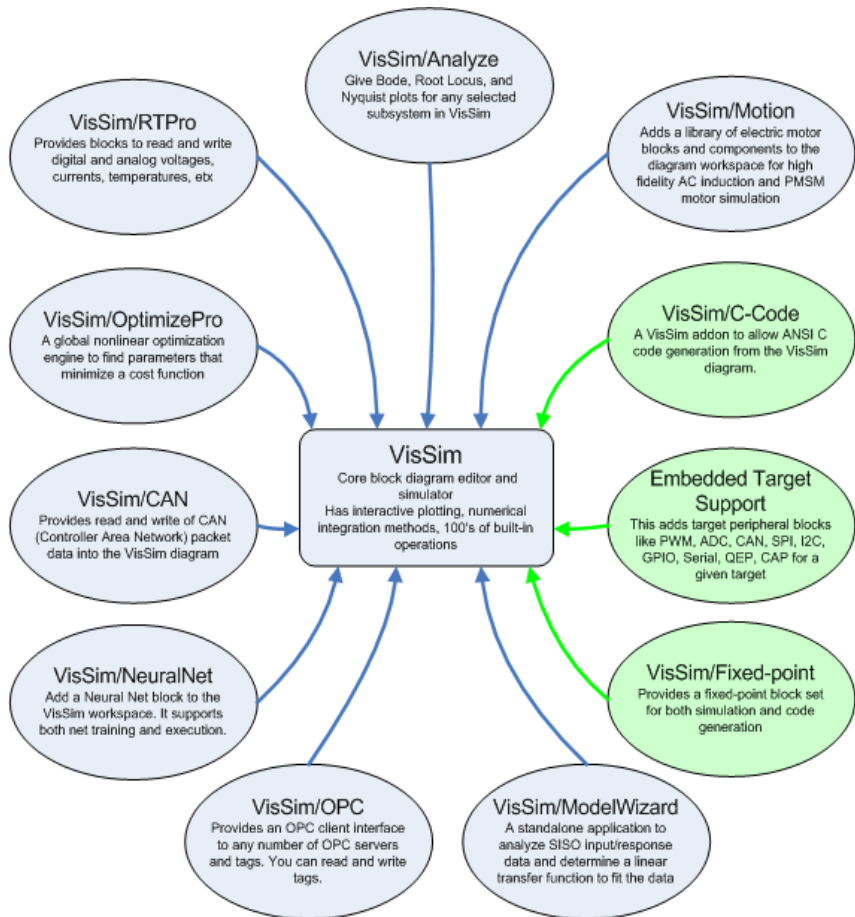 VisSim/Analyze
Give Bode, Root Locus, and
Nyquist plots for any selected
subsystem in VisSim
VisSim/RTPro
Provides blocks to read and write
digital and analog voltages,
currents, temperatures, etx
VisSim/Motion
Adds a library of electric motor
blocks and components to the
diagram workspace for high
fidelity AC induction and PMSM
motor simulation
VisSim/OptimizePro
A global nonlinear optimization
engine to find parameters that
minimize a cost function
VisSim/C-Code
A VisSim addon to allow ANSI C
code generation from the VisSim
diagram.
VisSim
Core block diagram editor and
simulator
Has interactive plotting, numerical
integration methods, 100's of built-in
operations
VisSim/CAN
Provides read and write of CAN
(Controller Area Network) packet
data into the VisSim diagram
Embedded Target
Support
This adds target peripheral blocks
like PWM, ADC, CAN, SPI, I2C,
GPIO, Serial, QEP, CAP for a
given target
VisSim/NeuralNet
Add a Neural Net block to the
VisSim workspace. It supports
both net training and execution.
VisSim/Fixed-point
Provides a fixed-point block set
for both simulation and code
generation
VisSim/OPC
Provides an OPC client interface
to any number of OPC servers
and tags. You can read and write
tags.
VisSim/ModelWizard
A standalone application to
analyze SISO input/response
data and determine a linear
transfer function to fit the data